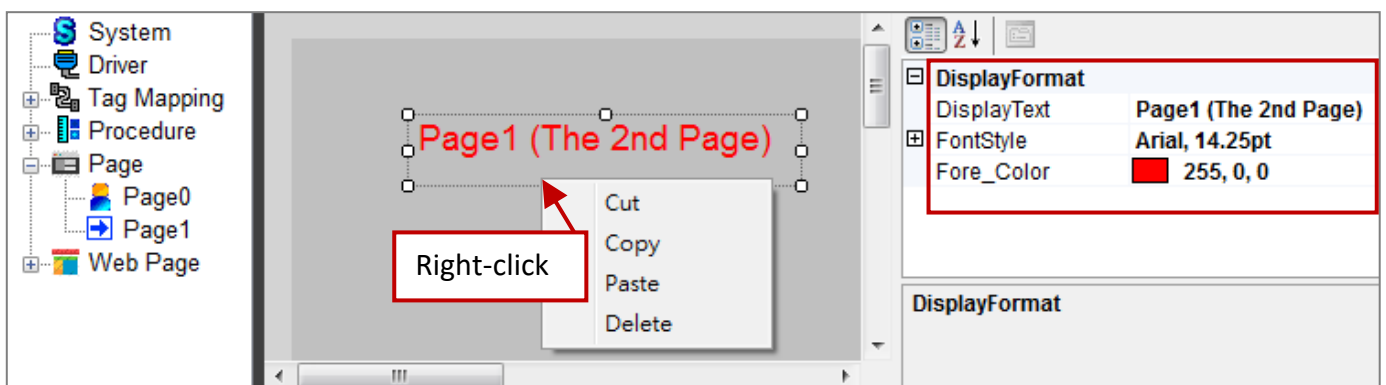 System
Driver
Tag Mapping
Procedure
Page
Page0
Page1
Web Page
Page1 (The 2nd Page)
Right-click
Cut
Copy
Paste
Delete
DisplayFormat
DisplayText Page1 (The 2nd Page)
FontStyle Arial, 14.25pt
Fore_Color 255, 0, 0
DisplayFormat